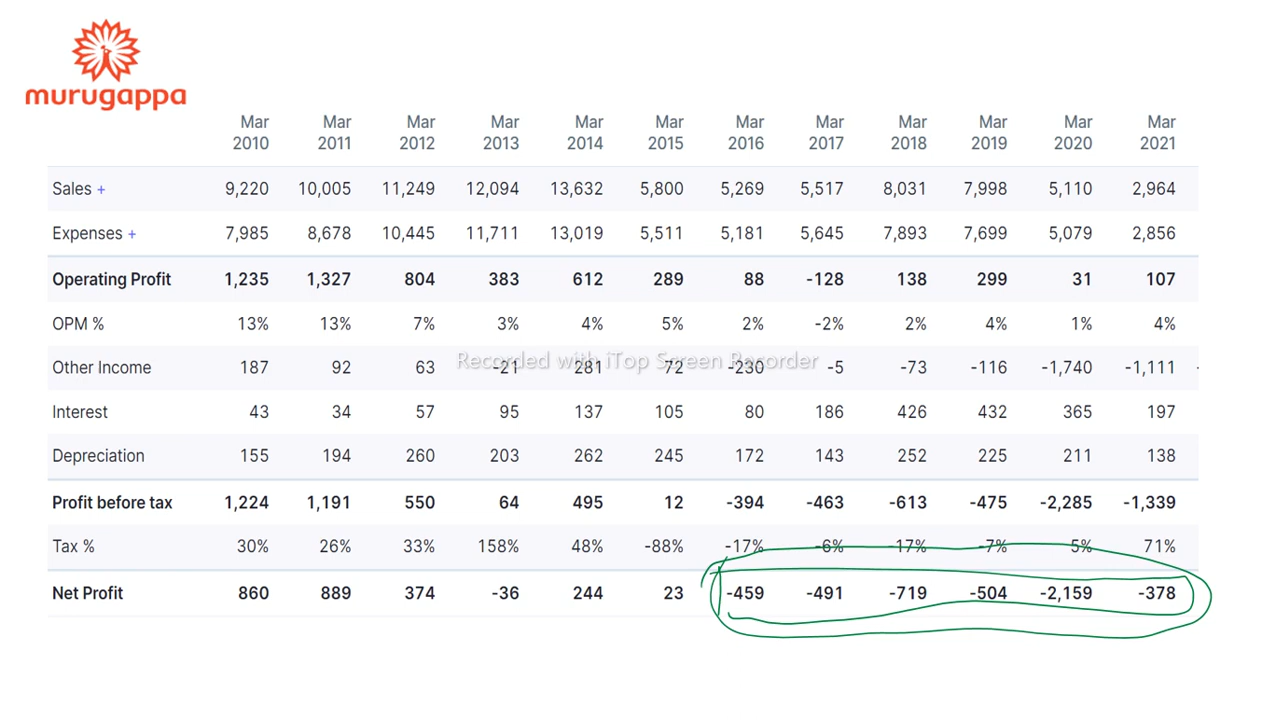 murugappa
Mar 2010 Mar 2011 Mar 2012 Mar 2013 Mar 2014 Mar 2015 Mar 2016 Mar 2017 Mar 2018 Mar 2019 Mar 2020 Mar 2021
Sales + 9,220 10,005 11,249 12,094 13,632 5,800 5,269 5,517 8,031 7,998 5,110 2,964
Expenses + 7,985 8,678 10,445 11,711 13,019 5,511 5,181 5,645 7,893 7,699 5,079 2,856
Operating Profit 1,235 1,327 804 383 612 289 88 -128 138 299 31 107
OPM % 13% 13% 7% 3% 4% 5% 2% -2% 2% 4% 1% 4%
Recorded with iTop Screen Recorder
Other Income 187 92 63 -21 281 72 -230 -5 -73 -116 -1,740 -1,111 -
Interest 43 34 57 95 137 105 80 186 426 432 365 197
Depreciation 155 194 260 203 262 245 172 143 252 225 211 138
Profit before tax 1,224 1,191 550 64 495 12 -394 -463 -613 -475 -2,285 -1,339
Tax % 30% 26% 33% 158% 48% -88% -17% -6% -17% -7% 5% 71%
Net Profit 860 889 374 -36 244 23 -459 -491 -719 -504 -2,159 -378